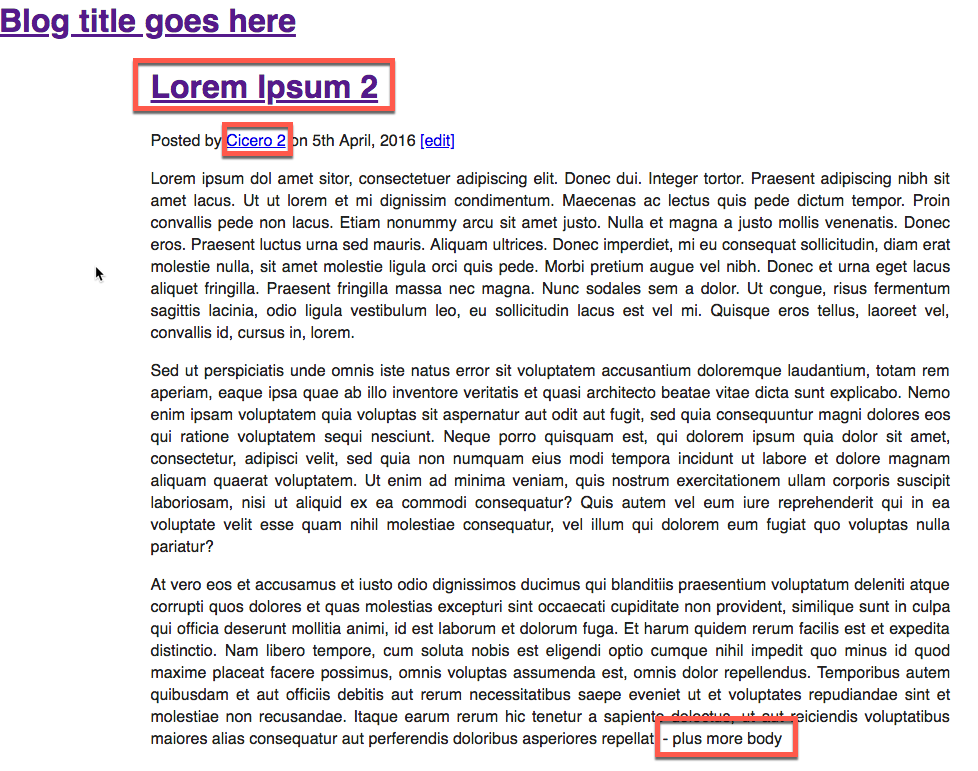 Blog title goes here
Lorem Ipsum 2
Posted by Cicero 2 on 5th April, 2016 [edit]
Lorem ipsum dol amet sitor, consectetuer adipiscing elit. Donec dui. Integer tortor. Praesent adipiscing nibh sit
amet lacus. Ut ut lorem et mi dignissim condimentum. Maecenas ac lectus quis pede dictum tempor. Proin
convallis pede non lacus. Etiam nonummy arcu sit amet justo. Nulla et magna a justo mollis venenatis. Donec
eros. Praesent luctus urna sed mauris. Aliquam ultrices. Donec imperdiet, mi eu consequat sollicitudin, diam erat
molestie nulla, sit amet molestie ligula orci quis pede. Morbi pretium augue vel nibh. Donec et urna eget lacus
aliquet fringilla. Praesent fringilla massa nec magna. Nunc sodales sem a dolor. Ut congue, risus fermentum
sagittis lacinia, odio ligula vestibulum leo, eu sollicitudin lacus est vel mi. Quisque eros tellus, laoreet vel,
convallis id, cursus in, lorem.
Sed ut perspiciatis unde omnis iste natus error sit voluptatem accusantium doloremque laudantium, totam rem
aperiam, eaque ipsa quae ab illo inventore veritatis et quasi architecto beatae vitae dicta sunt explicabo. Nemo
enim ipsam voluptatem quia voluptas sit aspernatur aut odit aut fugit, sed quia consequuntur magni dolores eos
qui ratione voluptatem sequi nesciunt. Neque porro quisquam est, qui dolorem ipsum quia dolor sit amet,
consectetur, adipisci velit, sed quia non numquam eius modi tempora incidunt ut labore et dolore magnam
aliquam quaerat voluptatem. Ut enim ad minima veniam, quis nostrum exercitationem ullam corporis suscipit
laboriosam, nisi ut aliquid ex ea commodi consequatur? Quis autem vel eum iure reprehenderit qui in ea
voluptate velit esse quam nihil molestiae consequatur, vel illum qui dolorem eum fugiat quo voluptas nulla
pariatur?
At vero eos et accusamus et iusto odio dignissimos ducimus qui blanditiis praesentium voluptatum deleniti atque
corrupti quos dolores et quas molestias excepturi sint occaecati cupiditate non provident, similique sunt in culpa
qui officia deserunt mollitia animi, id est laborum et dolorum fuga. Et harum quidem rerum facilis est et expedita
distinctio. Nam libero tempore, cum soluta nobis est eligendi optio cumque nihil impedit quo minus id quod
maxime placeat facere possimus, omnis voluptas assumenda est, omnis dolor repellendus. Temporibus autem
quibusdam et aut officiis debitis aut rerum necessitatibus saepe eveniet ut et voluptates repudiandae sint et
molestiae non recusandae. Itaque earum rerum hic tenetur a sapiente delectus, ut aut reiciendis voluptatibus
maiores alias consequatur aut perferendis doloribus asperiores repellat - plus more body